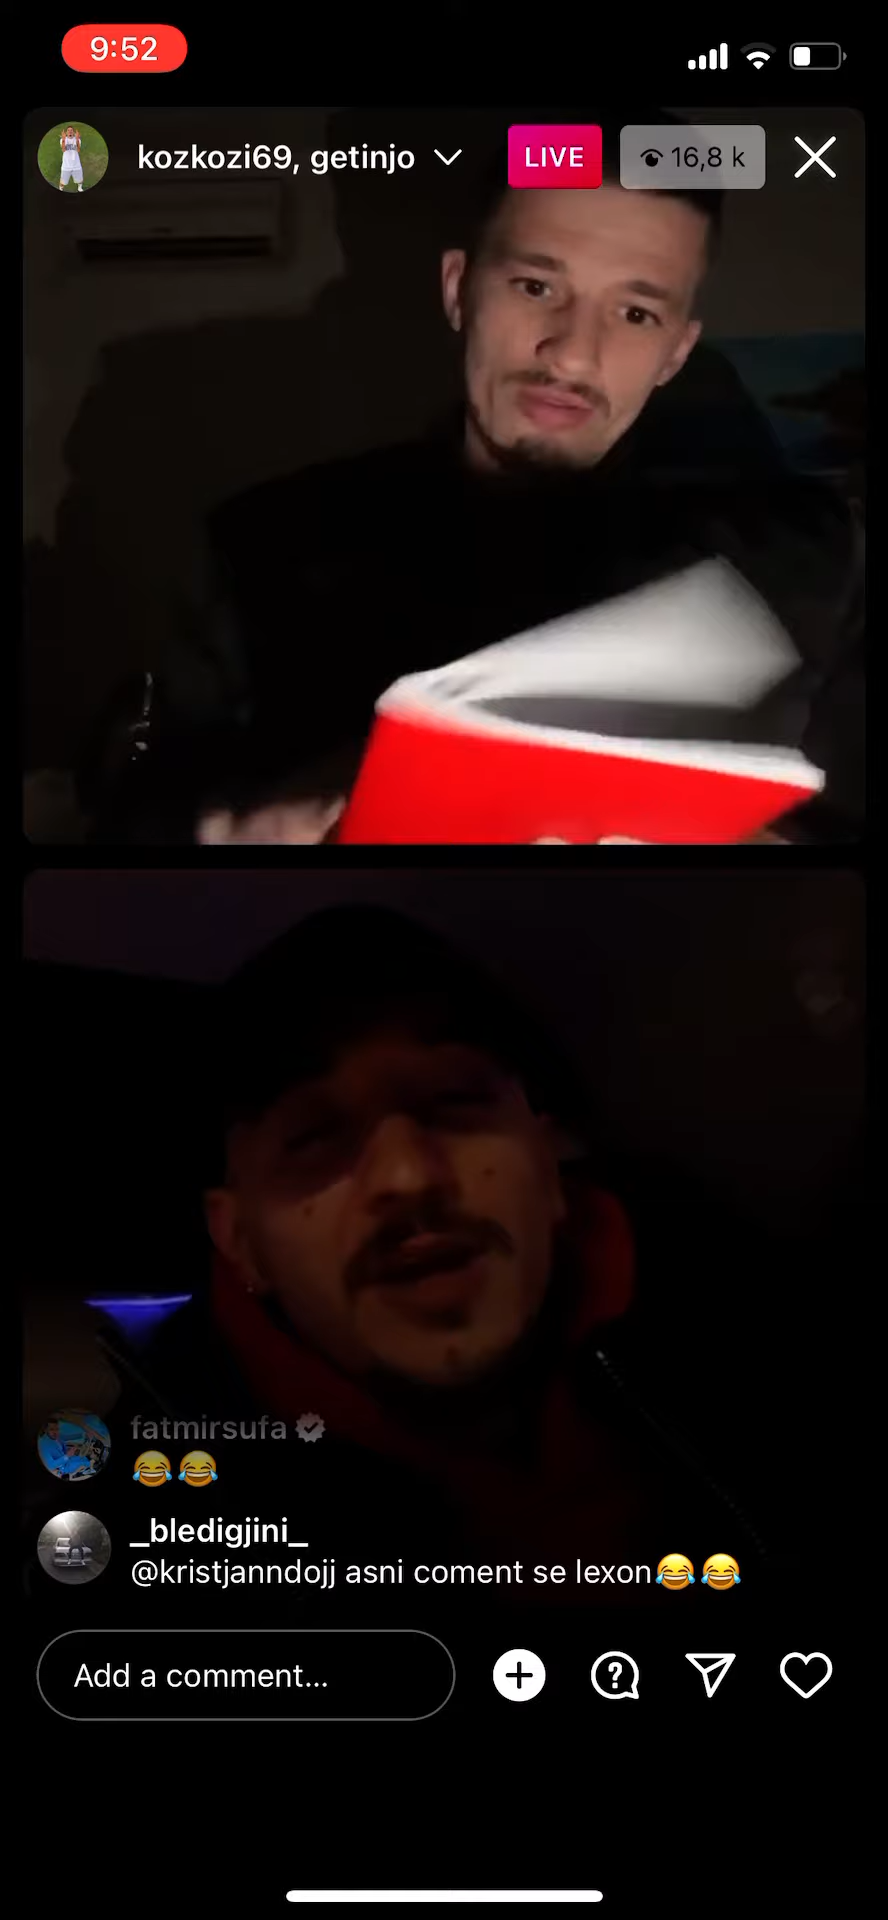 9:52
kozkozi69, getinjo
LIVE
16,8 k
fatmirsufa
😂😂
_bledigjini_
@kristjanndojj asni coment se lexon😂😂
Add a comment...